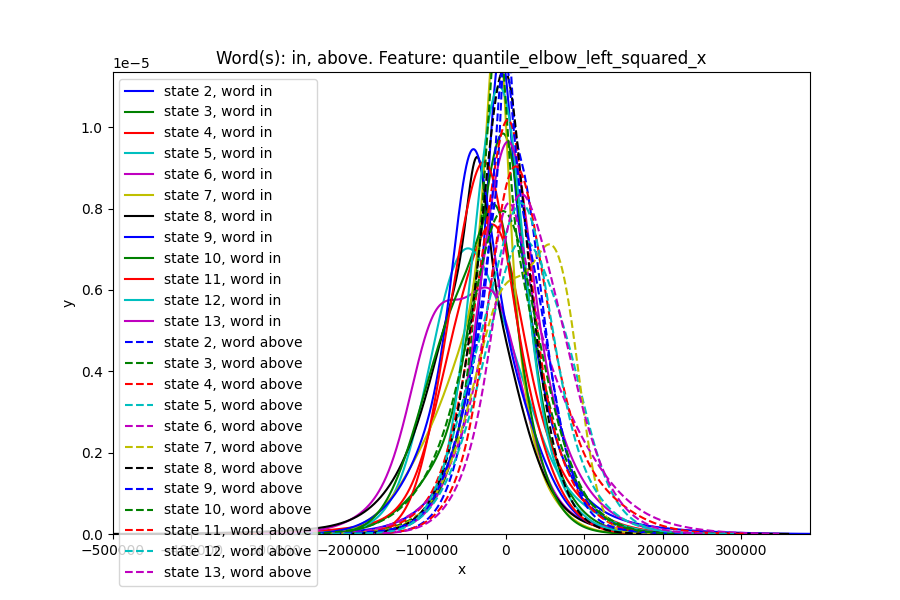 Word(s): in, above. Feature: quantile_elbow_left_squared_x
1e−5
1.0
0.8
0.6
0.4
0.2
0.0
y
state 2, word in
state 3, word in
state 4, word in
state 5, word in
state 6, word in
state 7, word in
state 8, word in
state 9, word in
state 10, word in
state 11, word in
state 12, word in
state 13, word in
state 2, word above
state 3, word above
state 4, word above
state 5, word above
state 6, word above
state 7, word above
state 8, word above
state 9, word above
state 10, word above
state 11, word above
state 12, word above
state 13, word above
−500000 −200000 −100000 0 100000 200000 300000
x